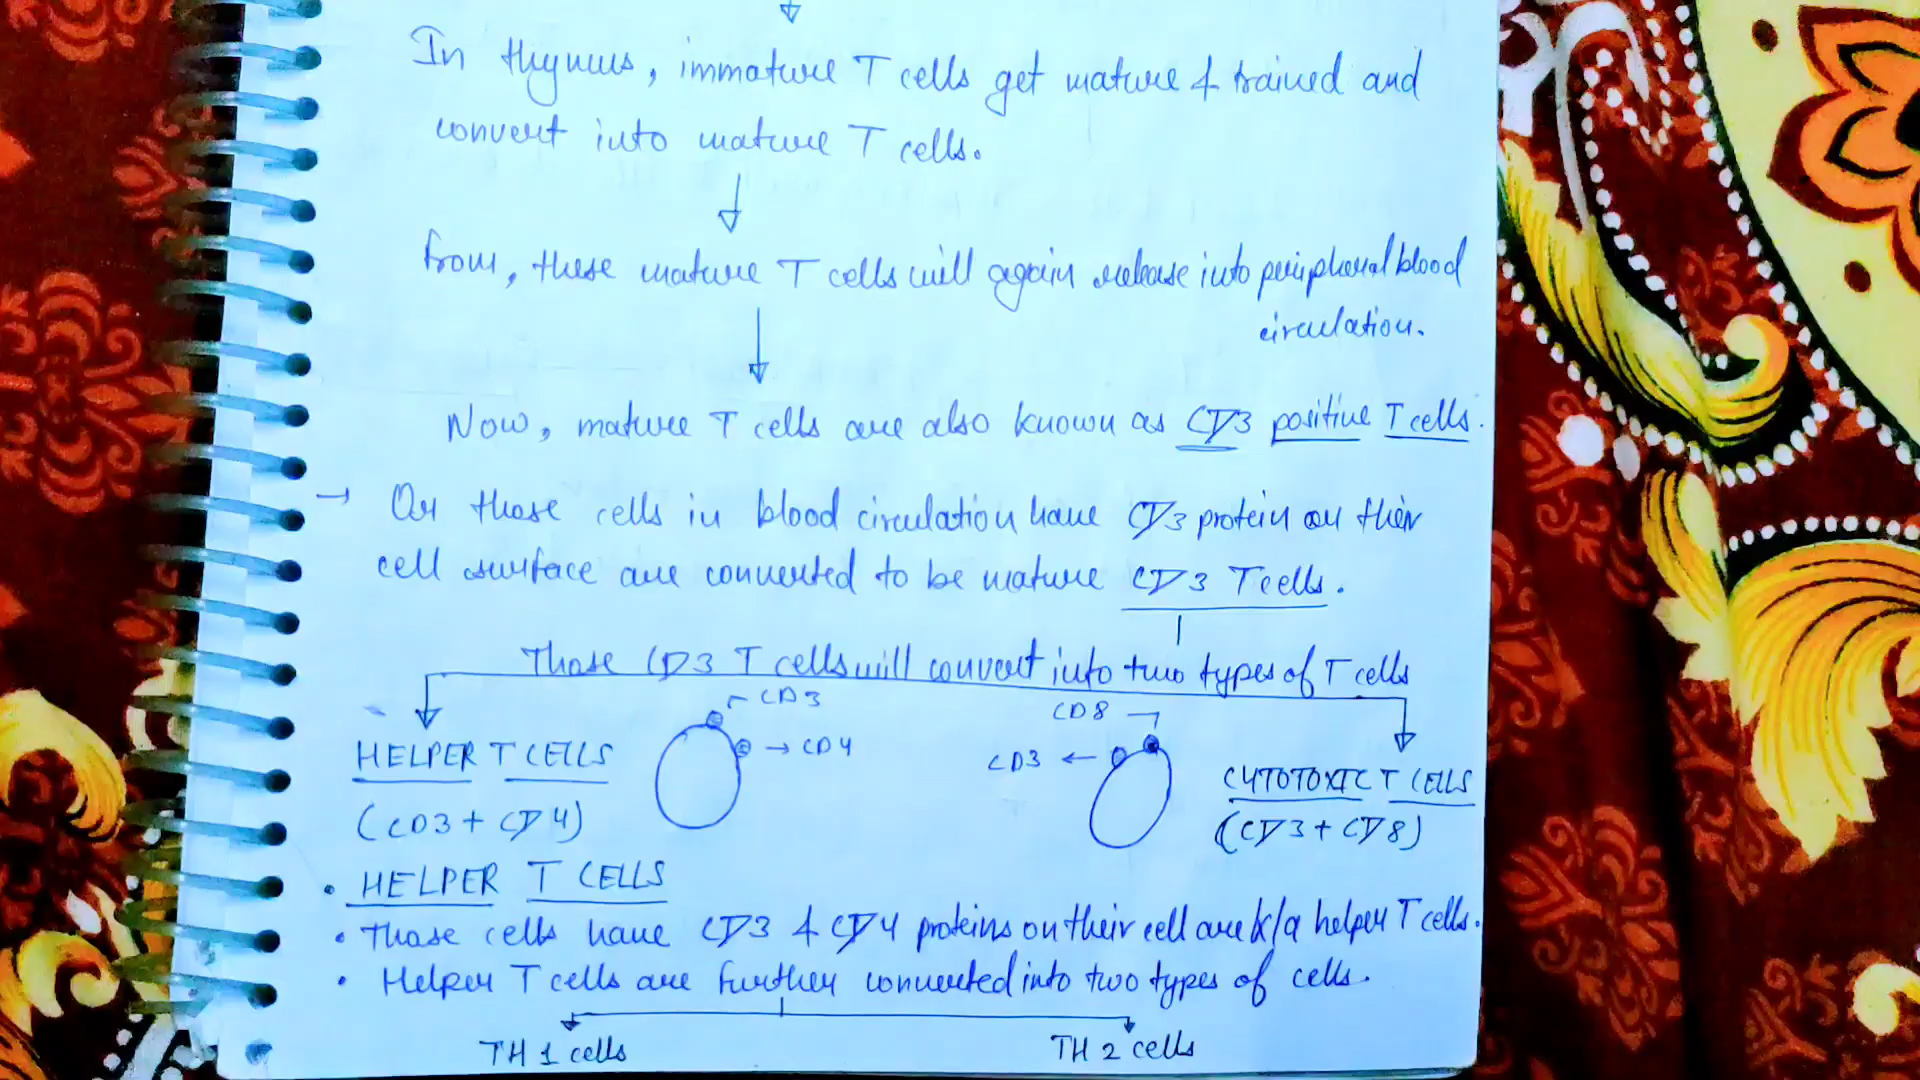 In thymus, immature T cells get mature & trained and
convert into mature T cells.
from, these mature T cells will again release into peripheral blood
circulation.
Now, mature T cells are also known as CD3 positive T cells.
→ Or those cells in blood circulation have CD3 protein on their
cell surface are converted to be mature CD3 T cells.
Those CD3 T cells will convert into two types of T cells
CD3
CD8
HELPER T CELLS
→ CD4
CD3 ←
CYTOTOXIC T CELLS
(CD3 + CD4)
(CD3 + CD8)
• HELPER T CELLS
• Those cells have CD3 & CD4 proteins on their cell are k/a helper T cells.
• Helper T cells are further converted into two types of cells.
TH 1 cells
TH 2 cells